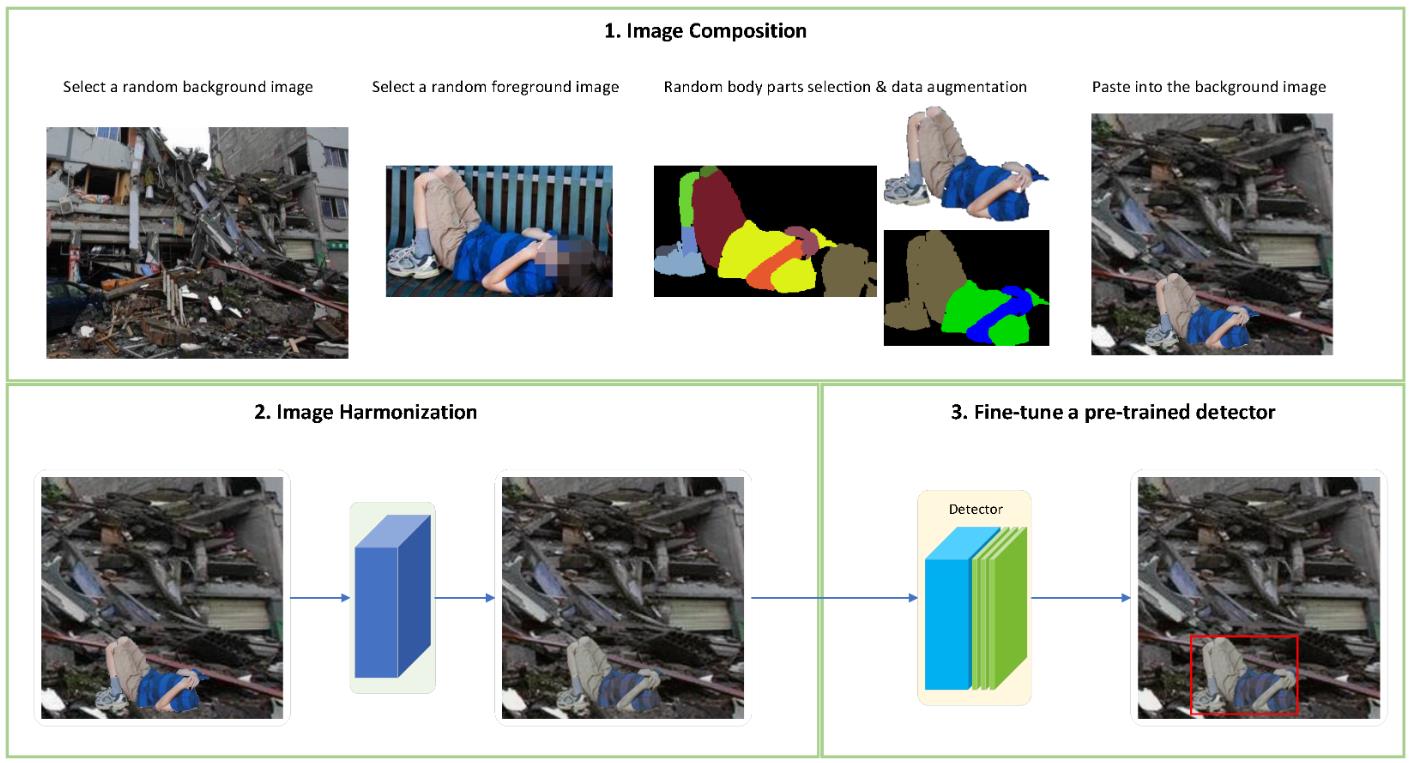 1. Image Composition
Select a random background image
Select a random foreground image
Random body parts selection & data augmentation
Paste into the background image
2. Image Harmonization
3. Fine-tune a pre-trained detector
Detector